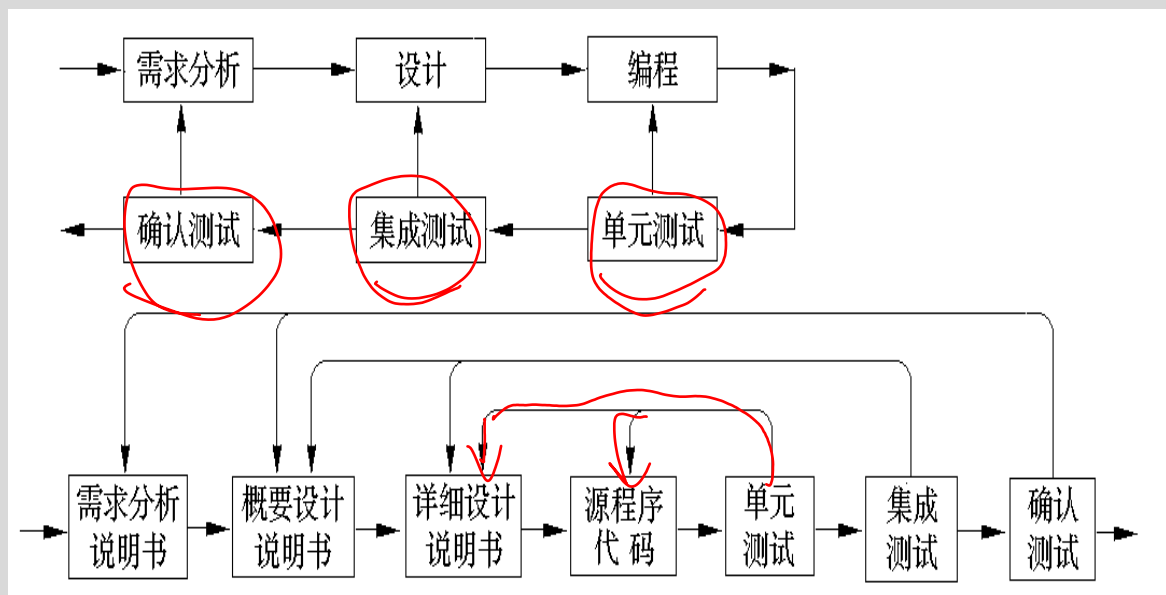 需求分析
设计
编程
确认测试
集成测试
单元测试
需求分析
说明书
概要设计
说明书
详细设计
说明书
源程序
代 码
单元
测试
集成
测试
确认
测试